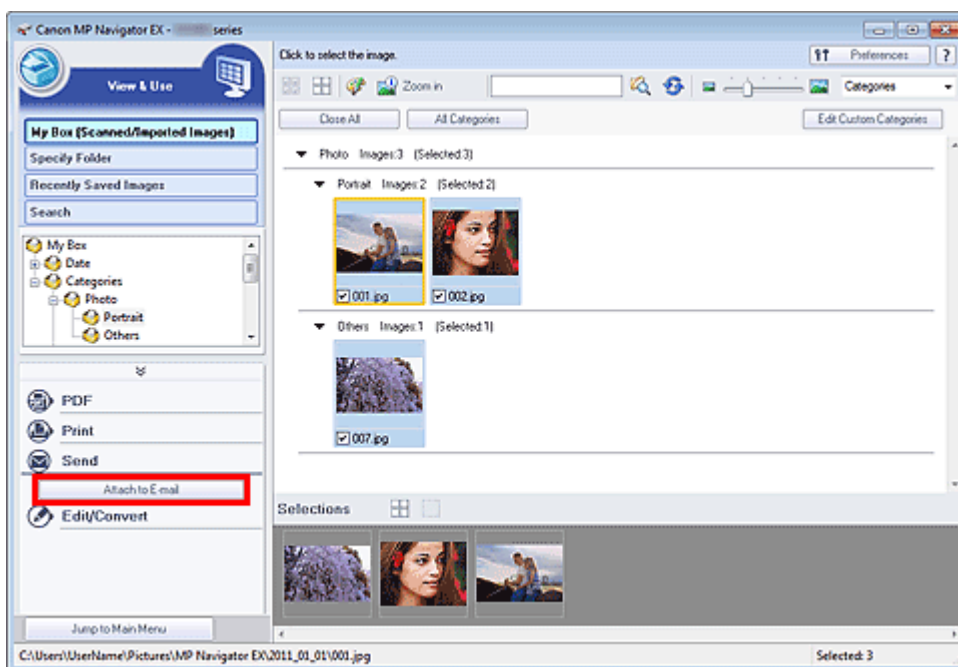 Canon MP Navigator EX - series
Click to select the image.
Preferences
?
View & Use
Zoom in
Categories
Close All
All Categories
Edit Custom Categories
My Box (Scanned/Imported Images)
Specify Folder
Recently Saved Images
Search
My Box
Date
Categories
Photo
Portrait
Others
Photo Images:3 (Selected:3)
Portrait Images:2 (Selected:2)
001.jpg
002.jpg
Others Images:1 (Selected:1)
007.jpg
PDF
Print
Send
Attach to E-mail
Edit/Convert
Jump to Main Menu
Selections
C:\Users\UserName\Pictures\MP Navigator EX\2011_01_01\001.jpg
Selected: 3